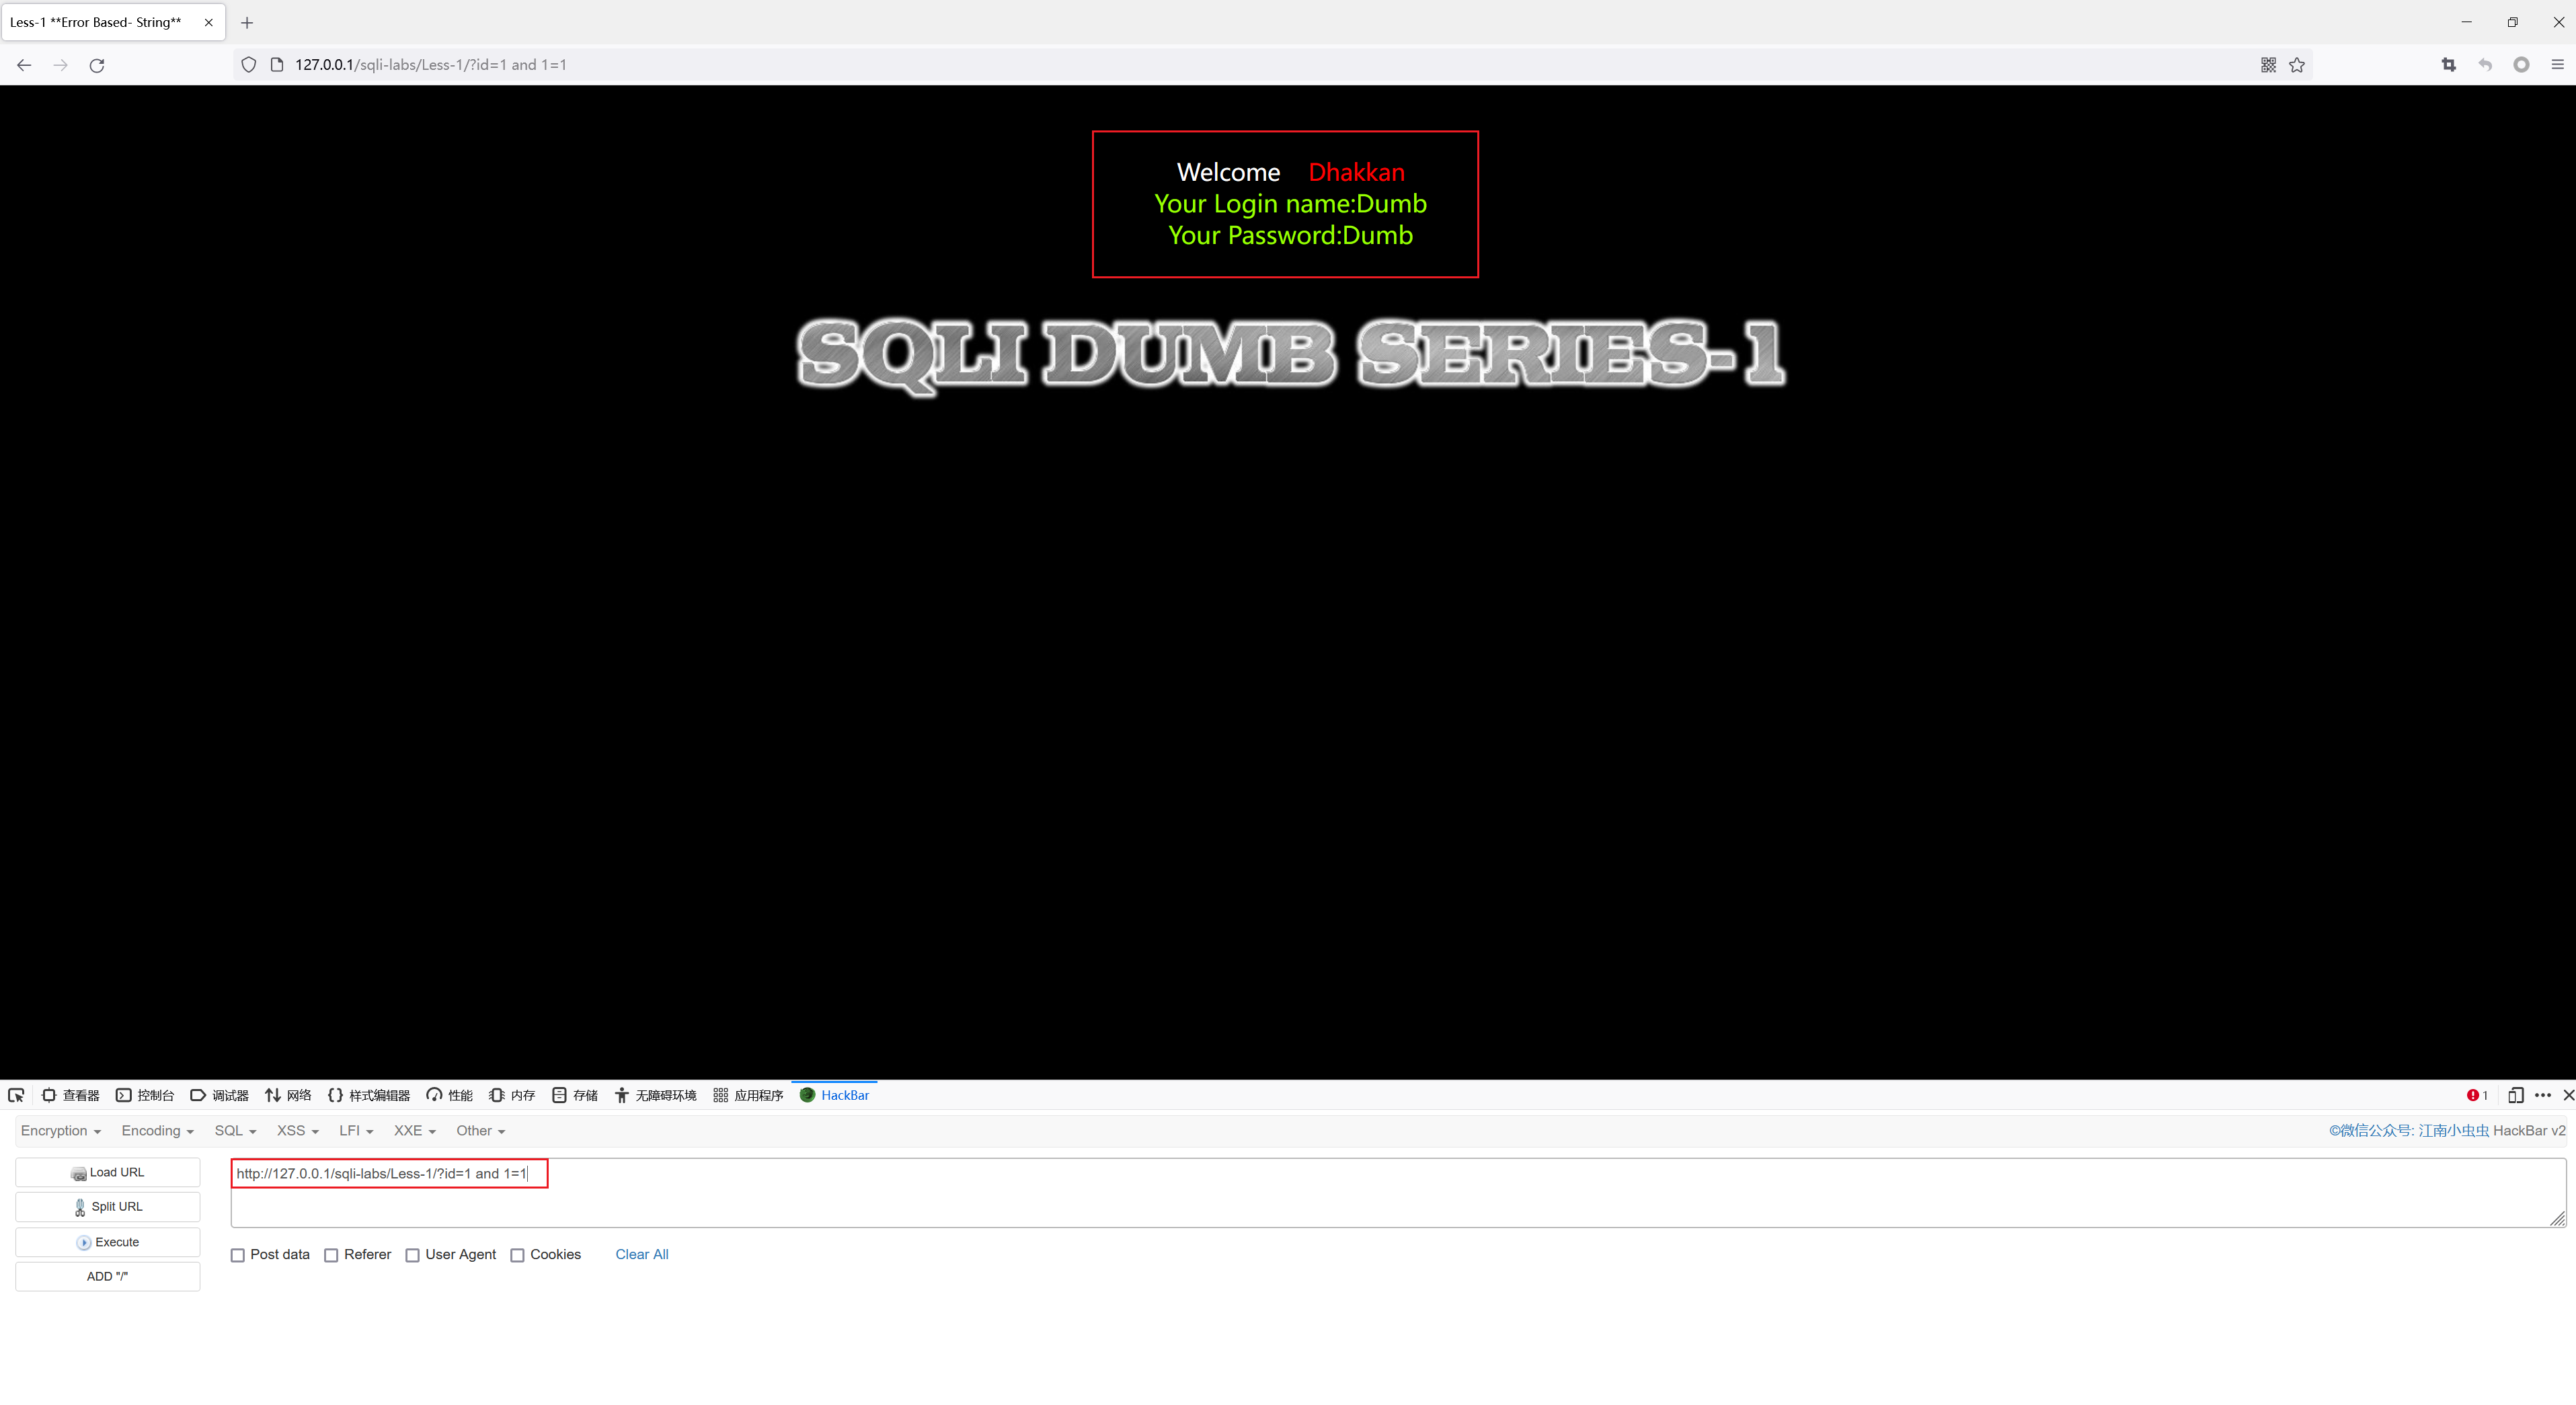 Less-1 **Error Based- String**
127.0.0.1/sqli-labs/Less-1/?id=1 and 1=1
Welcome Dhakkan
Your Login name:Dumb
Your Password:Dumb
SQLI DUMB SERIES-1
查看器 控制台 调试器 网络 样式编辑器 性能 内存 存储 无障碍环境 应用程序 HackBar 1
Encryption Encoding SQL XSS LFI XXE Other ©微信公众号: 江南小虫虫 HackBar v2
Load URL http://127.0.0.1/sqli-labs/Less-1/?id=1 and 1=1
Split URL
Execute
Post data Referer User Agent Cookies Clear All
ADD "/"